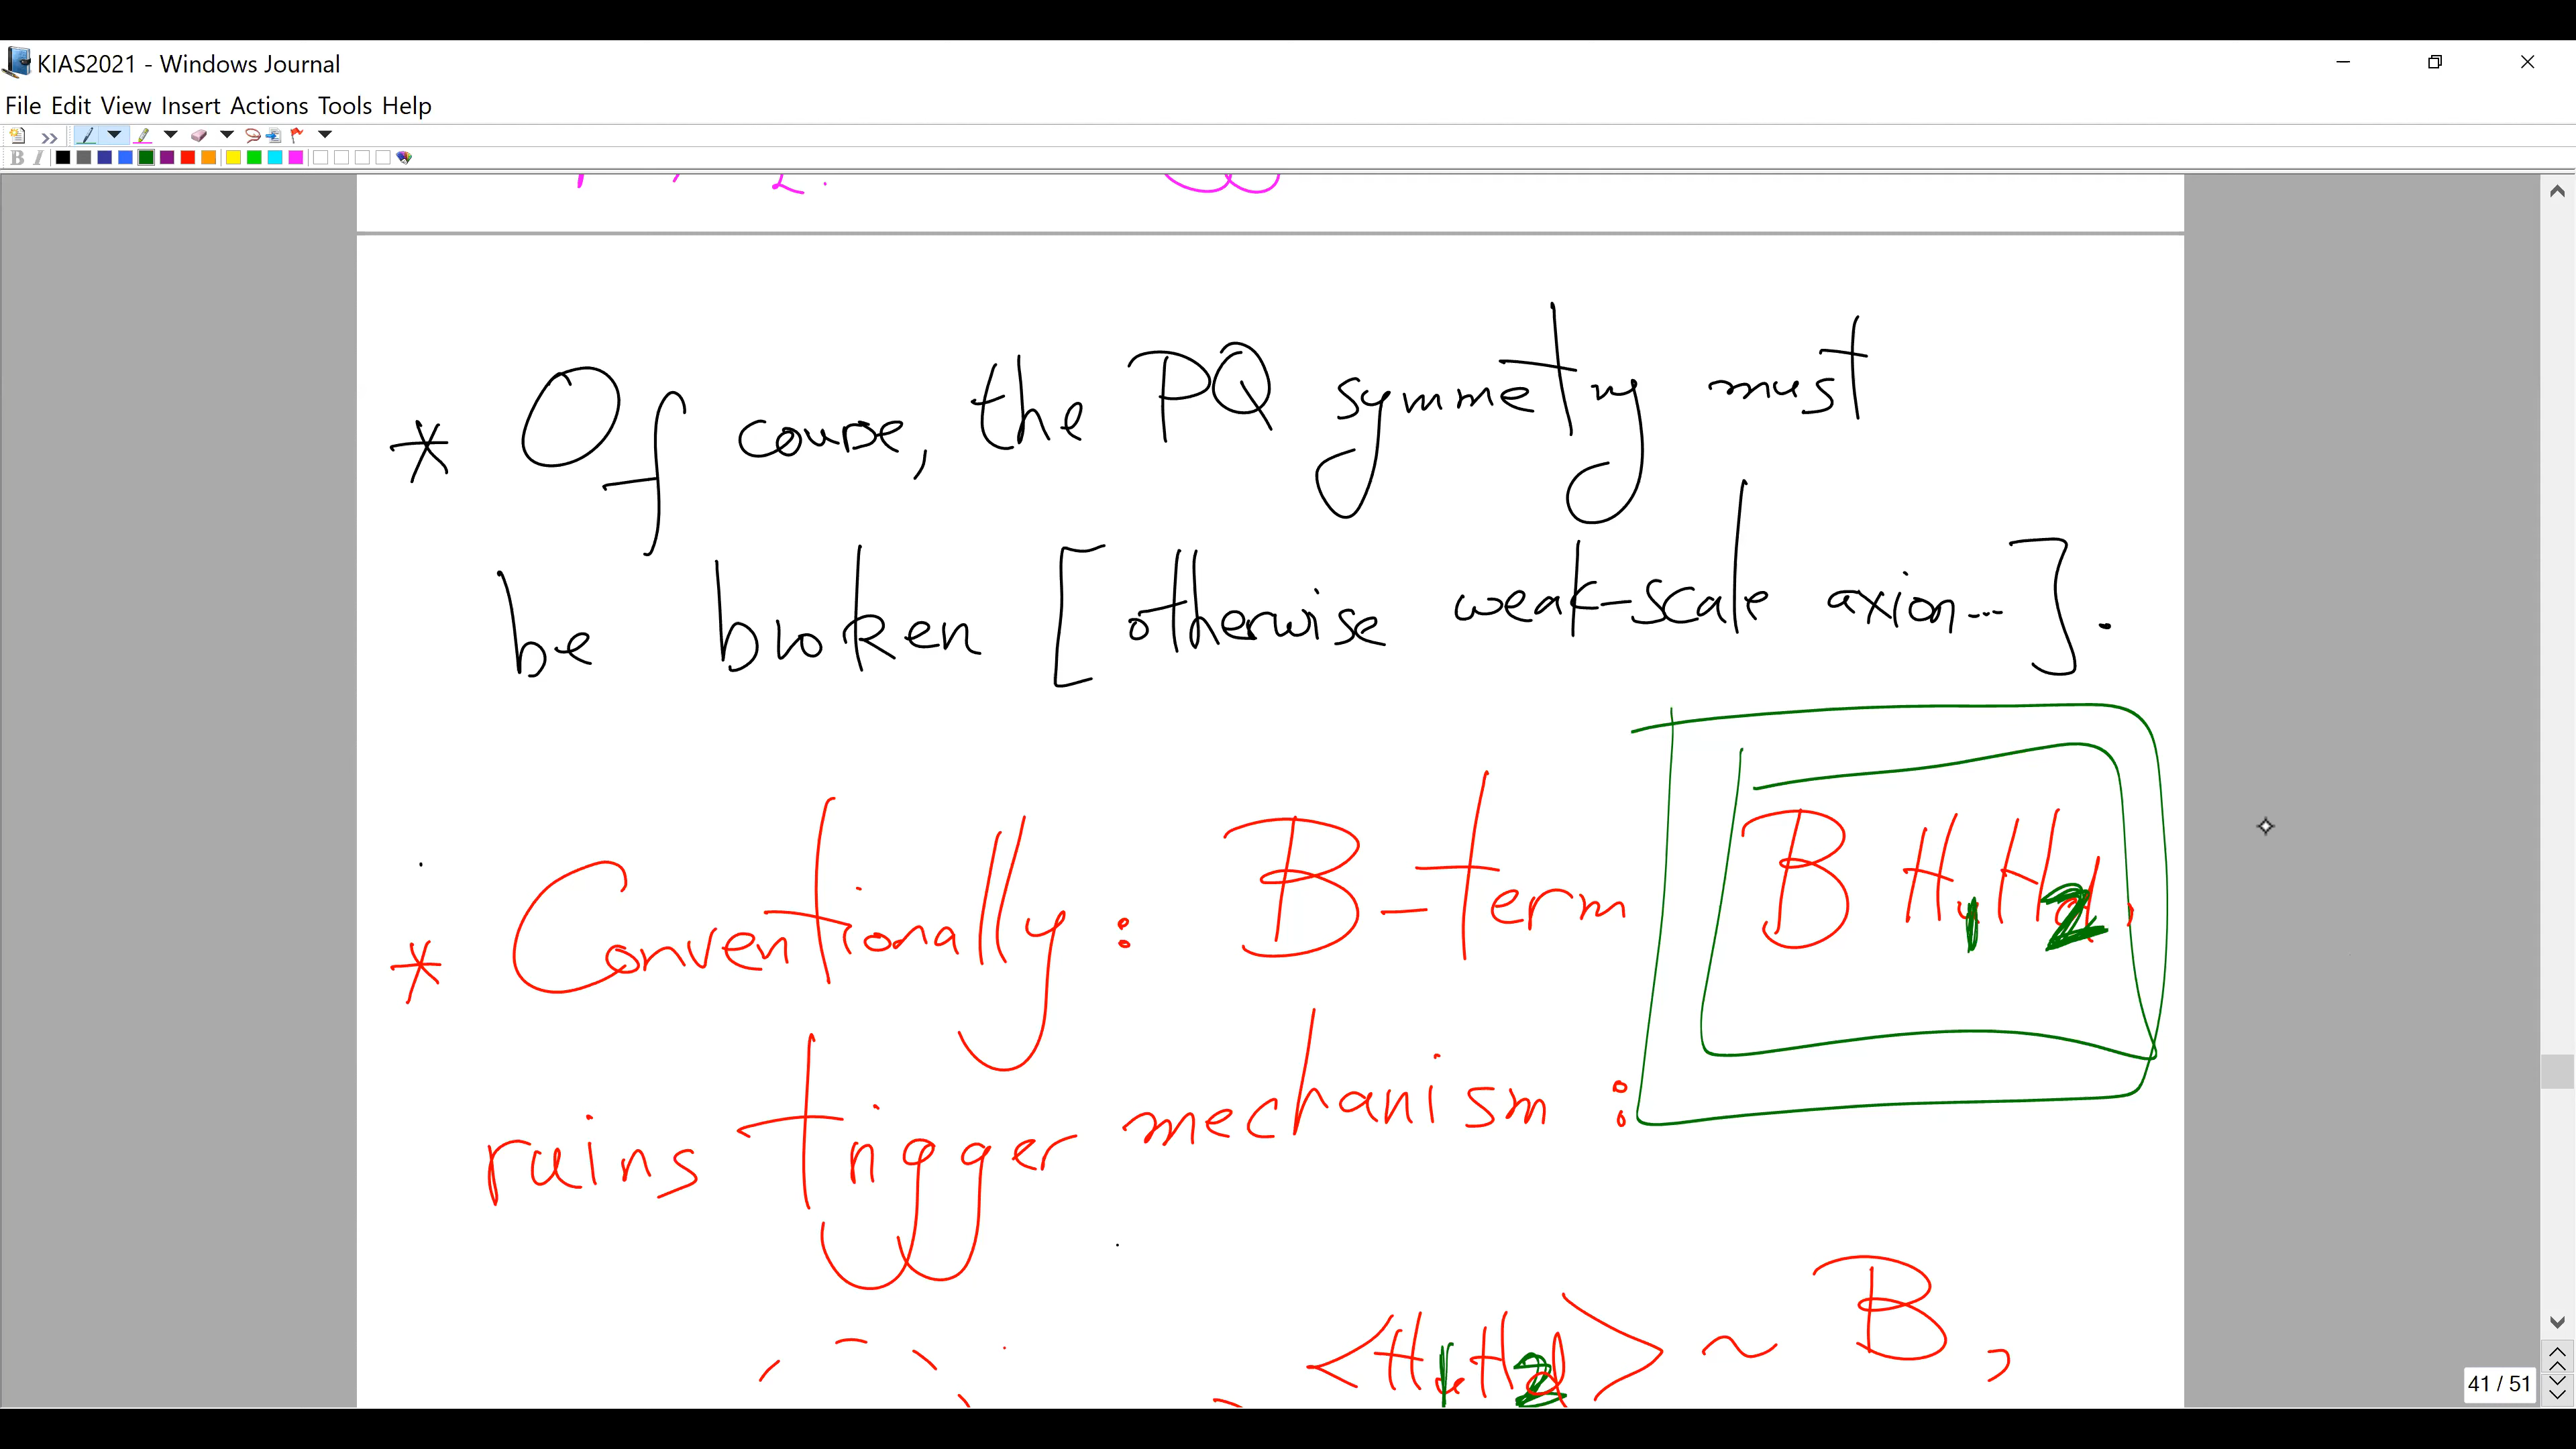 KIAS2021 - Windows Journal
File Edit View Insert Actions Tools Help
B I
* Of course, the PQ symmetry must
be broken [otherwise weak-scale axion...].
* Conventionally: B-term B H1H2,
ruins trigger mechanism:
<H1H2> ~ B,
41 / 51